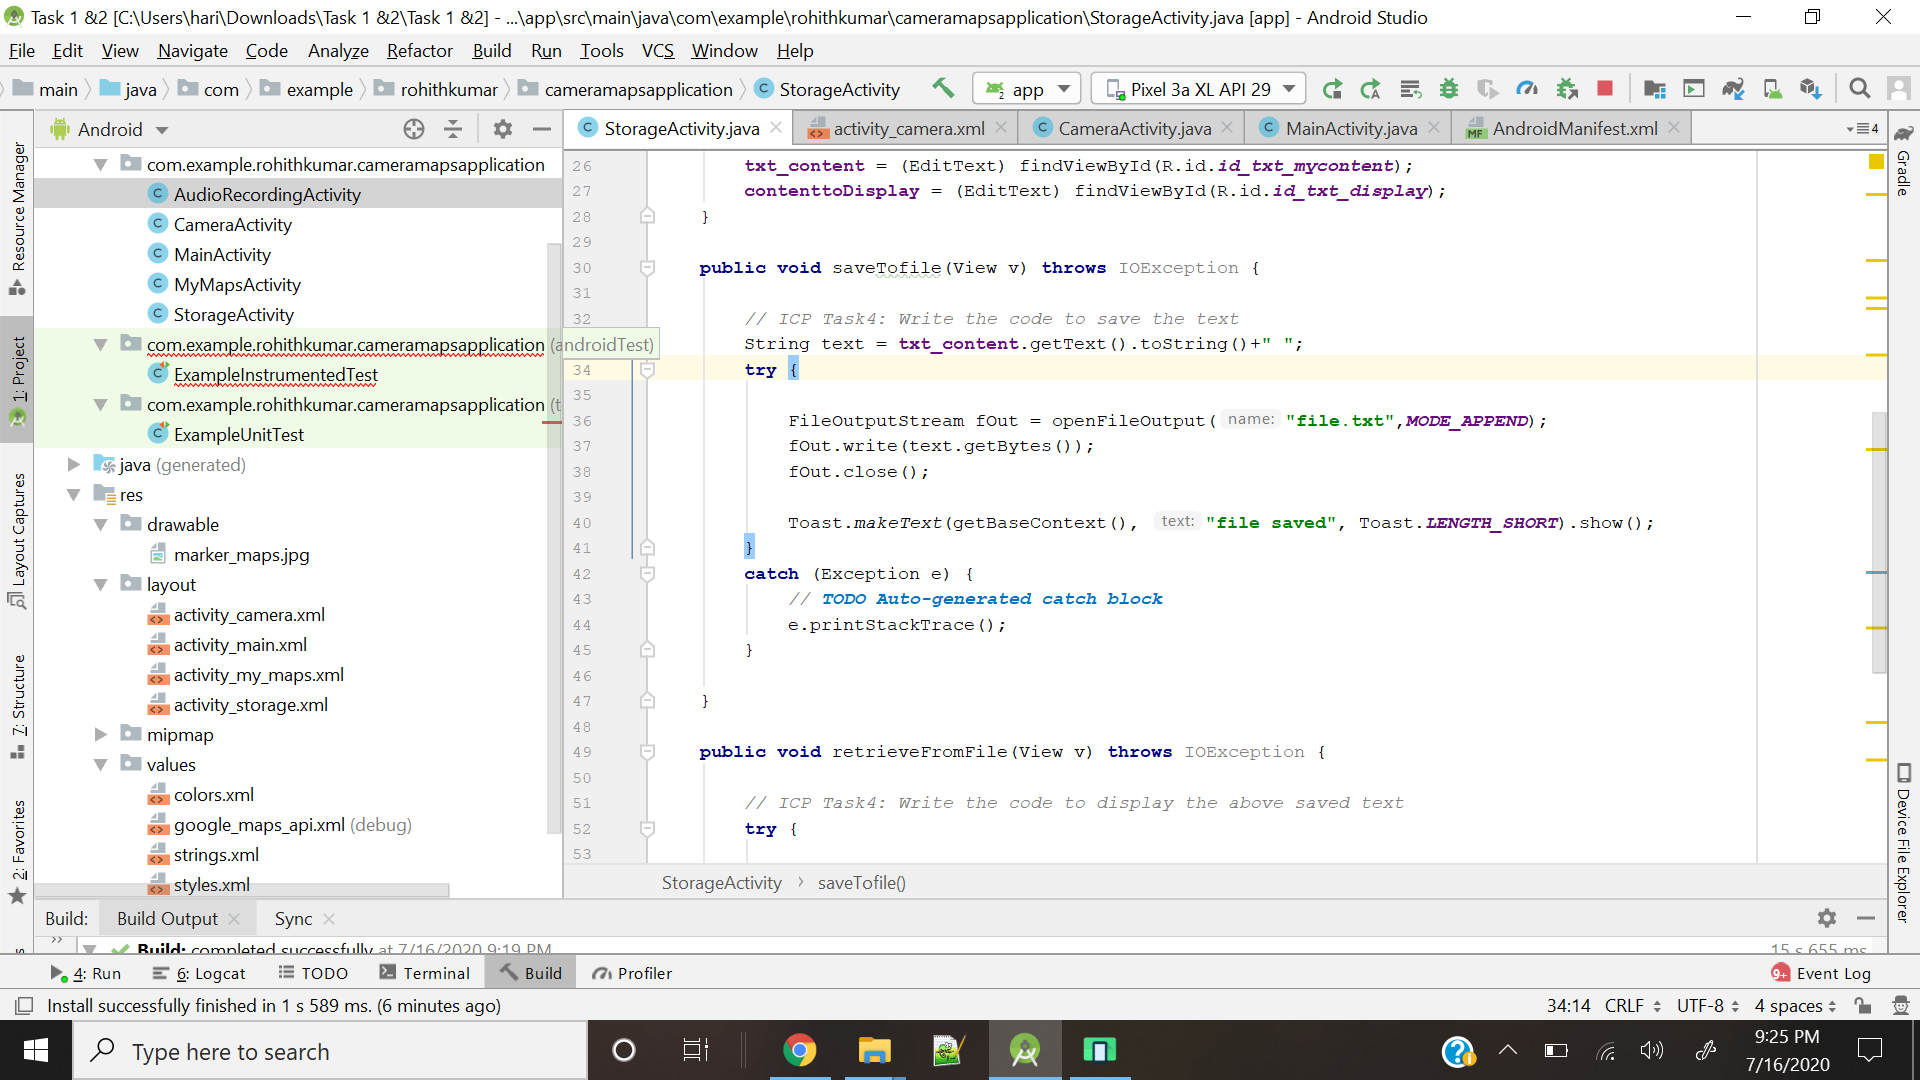 Task 1 &2 [C:\Users\hari\Downloads\Task 1 &2\Task 1 &2] - ...\app\src\main\java\com\example\rohithkumar\cameramapsapplication\StorageActivity.java [app] - Android Studio
File Edit View Navigate Code Analyze Refactor Build Run Tools VCS Window Help
main java com example rohithkumar cameramapsapplication StorageActivity app Pixel 3a XL API 29
Android StorageActivity.java activity_camera.xml CameraActivity.java MainActivity.java AndroidManifest.xml 4
Resource Manager
1: Project
Layout Captures
7: Structure
2: Favorites
com.example.rohithkumar.cameramapsapplication
AudioRecordingActivity
CameraActivity
MainActivity
MyMapsActivity
StorageActivity
com.example.rohithkumar.cameramapsapplication (androidTest)
ExampleInstrumentedTest
com.example.rohithkumar.cameramapsapplication (t
ExampleUnitTest
java (generated)
res
drawable
marker_maps.jpg
layout
activity_camera.xml
activity_main.xml
activity_my_maps.xml
activity_storage.xml
mipmap
values
colors.xml
google_maps_api.xml (debug)
strings.xml
styles.xml
26 txt_content = (EditText) findViewById(R.id.id_txt_mycontent);
27 contenttoDisplay = (EditText) findViewById(R.id.id_txt_display);
28 }
29
30 public void saveTofile(View v) throws IOException {
31
32 // ICP Task4: Write the code to save the text
String text = txt_content.getText().toString()+" ";
34 try {
35
36 FileOutputStream fOut = openFileOutput( name: "file.txt",MODE_APPEND);
37 fOut.write(text.getBytes());
38 fOut.close();
39
40 Toast.makeText(getBaseContext(), text: "file saved", Toast.LENGTH_SHORT).show();
41 }
42 catch (Exception e) {
43 // TODO Auto-generated catch block
44 e.printStackTrace();
45 }
46
47 }
48
49 public void retrieveFromFile(View v) throws IOException {
50
51 // ICP Task4: Write the code to display the above saved text
52 try {
53
StorageActivity › saveTofile()
Gradle
Device File Explorer
Build: Build Output Sync
Build: completed successfully at 7/16/2020 9:19 PM 15 s 655 ms
4: Run 6: Logcat TODO Terminal Build Profiler 9+ Event Log
Install successfully finished in 1 s 589 ms. (6 minutes ago) 34:14 CRLF UTF-8 4 spaces
Type here to search
9:25 PM
7/16/2020